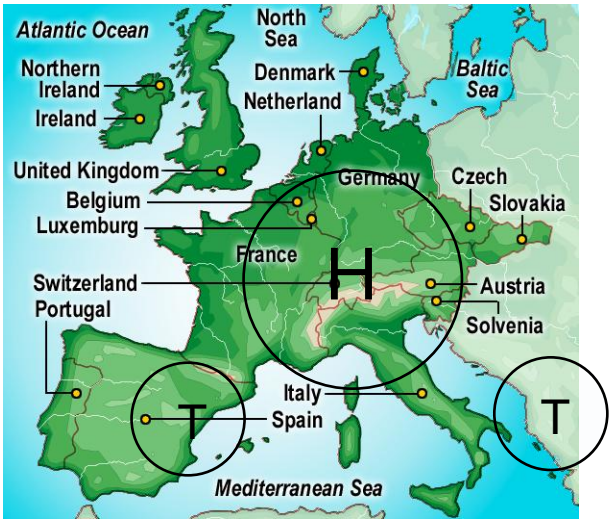 Atlantic Ocean
North
Sea
Northern
Ireland
Denmark
Baltic
Sea
Netherland
Ireland
United Kingdom
Germany
Czech
Belgium
Slovakia
Luxemburg
France
H
Switzerland
Austria
Portugal
Solvenia
Italy
T
Spain
T
Mediterranean Sea